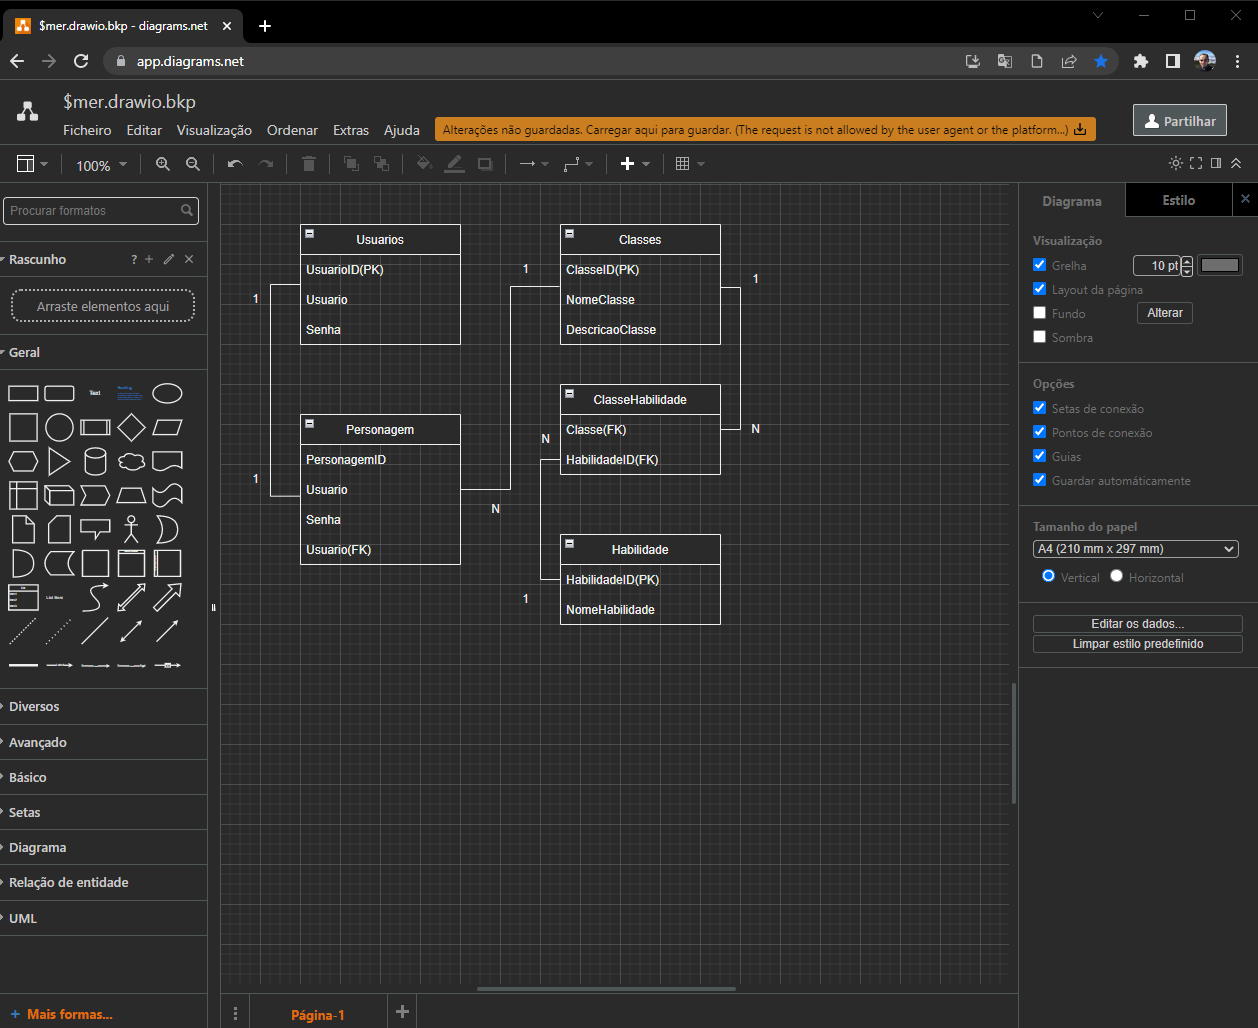 $mer.drawio.bkp - diagrams.net
app.diagrams.net
$mer.drawio.bkp
Ficheiro Editar Visualização Ordenar Extras Ajuda
Alterações não guardadas. Carregar aqui para guardar. (The request is not allowed by the user agent or the platform...)
Partilhar
100%
Procurar formatos
Rascunho
?
Arraste elementos aqui
Geral
Text
Heading
List Item
Diversos
Avançado
Básico
Setas
Diagrama
Relação de entidade
UML
+ Mais formas...
Usuarios
UsuarioID(PK)
Usuario
Senha
1
1
Personagem
PersonagemID
Usuario
Senha
Usuario(FK)
N
1
Classes
ClasseID(PK)
NomeClasse
DescricaoClasse
1
ClasseHabilidade
Classe(FK)
HabilidadeID(FK)
N
N
Habilidade
HabilidadeID(PK)
NomeHabilidade
1
Página-1
Diagrama Estilo
Visualização
Grelha 10 pt
Layout da página
Fundo Alterar
Sombra
Opções
Setas de conexão
Pontos de conexão
Guias
Guardar automáticamente
Tamanho do papel
A4 (210 mm x 297 mm)
Vertical Horizontal
Editar os dados...
Limpar estilo predefinido